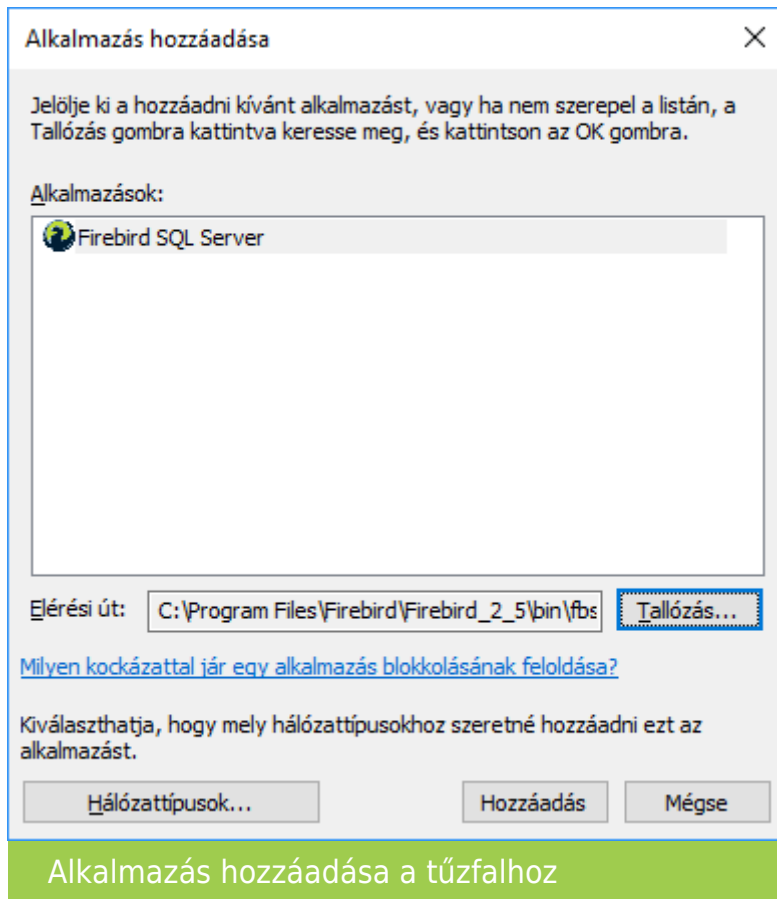 Alkalmazás hozzáadása
Jelölje ki a hozzáadni kívánt alkalmazást, vagy ha nem szerepel a listán, a
Tallózás gombra kattintva keresse meg, és kattintson az OK gombra.
Alkalmazások:
Firebird SQL Server
Elérési út: C:\Program Files\Firebird\Firebird_2_5\bin\fbs Tallózás...
Milyen kockázattal jár egy alkalmazás blokkolásának feloldása?
Kiválaszthatja, hogy mely hálózattípusokhoz szeretné hozzáadni ezt az
alkalmazást.
Hálózattípusok... Hozzáadás Mégse
Alkalmazás hozzáadása a tűzfalhoz